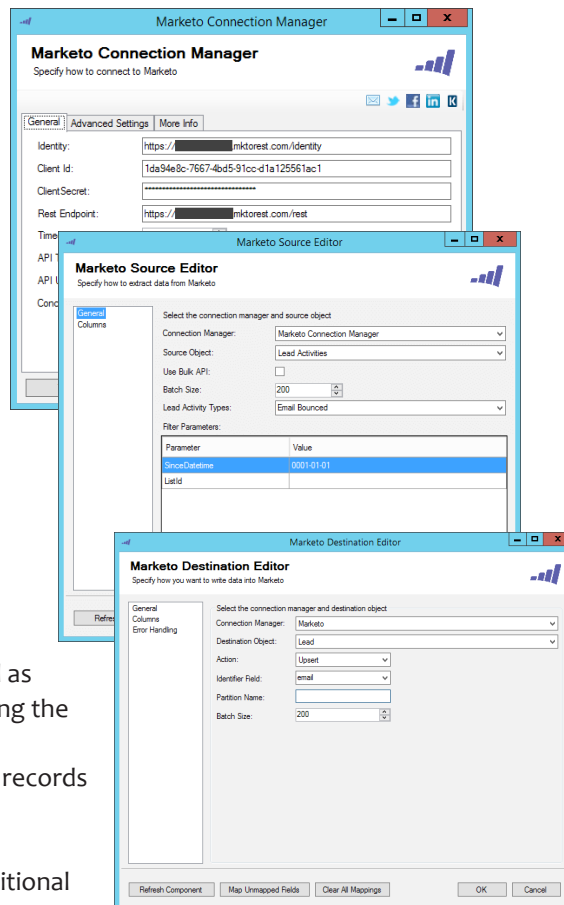 Marketo Connection Manager
Marketo Connection Manager
Specify how to connect to Marketo
General Advanced Settings More Info
Identity: https:// .mktorest.com/identity
Client Id: 1da94e8c-7667-4bd5-91cc-d1a125561ac1
ClientSecret: ********************************
Rest Endpoint: https:// mktorest.com/rest
Time
API
API
Conc
Marketo Source Editor
Marketo Source Editor
Specify how to extract data from Marketo
General
Columns
Select the connection manager and source object
Connection Manager: Marketo Connection Manager
Source Object: Lead Activities
Use Bulk API:
Batch Size: 200
Lead Activity Types: Email Bounced
Filter Parameters:
Parameter Value
SinceDatetime 0001-01-01
ListId
Refre
Marketo Destination Editor
Marketo Destination Editor
Specify how you want to write data into Marketo
General
Columns
Error Handling
Select the connection manager and destination object
Connection Manager: Marketo
Destination Object: Lead
Action: Upsert
Identifier Field: email
Partition Name:
Batch Size: 200
Refresh Component Map Unmapped Fields Clear All Mappings OK Cancel
as
ng the
records
itional